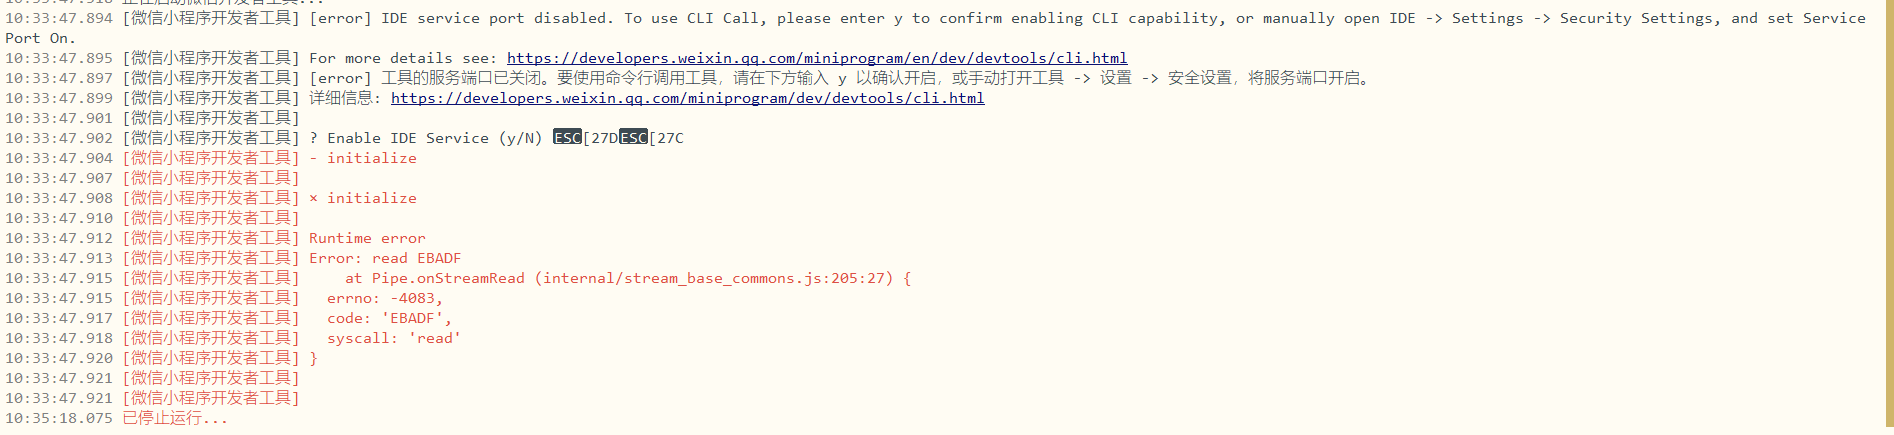 10:33:47.894 [微信小程序开发者工具] [error] IDE service port disabled. To use CLI Call, please enter y to confirm enabling CLI capability, or manually open IDE -> Settings -> Security Settings, and set Service
Port On.
10:33:47.895 [微信小程序开发者工具] For more details see: https://developers.weixin.qq.com/miniprogram/en/dev/devtools/cli.html
10:33:47.897 [微信小程序开发者工具] [error] 工具的服务端口已关闭。要使用命令行调用工具，请在下方输入 y 以确认开启，或手动打开工具 -> 设置 -> 安全设置，将服务端口开启。
10:33:47.899 [微信小程序开发者工具] 详细信息: https://developers.weixin.qq.com/miniprogram/dev/devtools/cli.html
10:33:47.901 [微信小程序开发者工具]
10:33:47.902 [微信小程序开发者工具] ? Enable IDE Service (y/N) ESC[27DESC[27C
10:33:47.904 [微信小程序开发者工具] - initialize
10:33:47.907 [微信小程序开发者工具]
10:33:47.908 [微信小程序开发者工具] × initialize
10:33:47.910 [微信小程序开发者工具]
10:33:47.912 [微信小程序开发者工具] Runtime error
10:33:47.913 [微信小程序开发者工具] Error: read EBADF
10:33:47.915 [微信小程序开发者工具]     at Pipe.onStreamRead (internal/stream_base_commons.js:205:27) {
10:33:47.915 [微信小程序开发者工具]   errno: -4083,
10:33:47.917 [微信小程序开发者工具]   code: 'EBADF',
10:33:47.918 [微信小程序开发者工具]   syscall: 'read'
10:33:47.920 [微信小程序开发者工具] }
10:33:47.921 [微信小程序开发者工具]
10:33:47.921 [微信小程序开发者工具]
10:35:18.075 已停止运行...